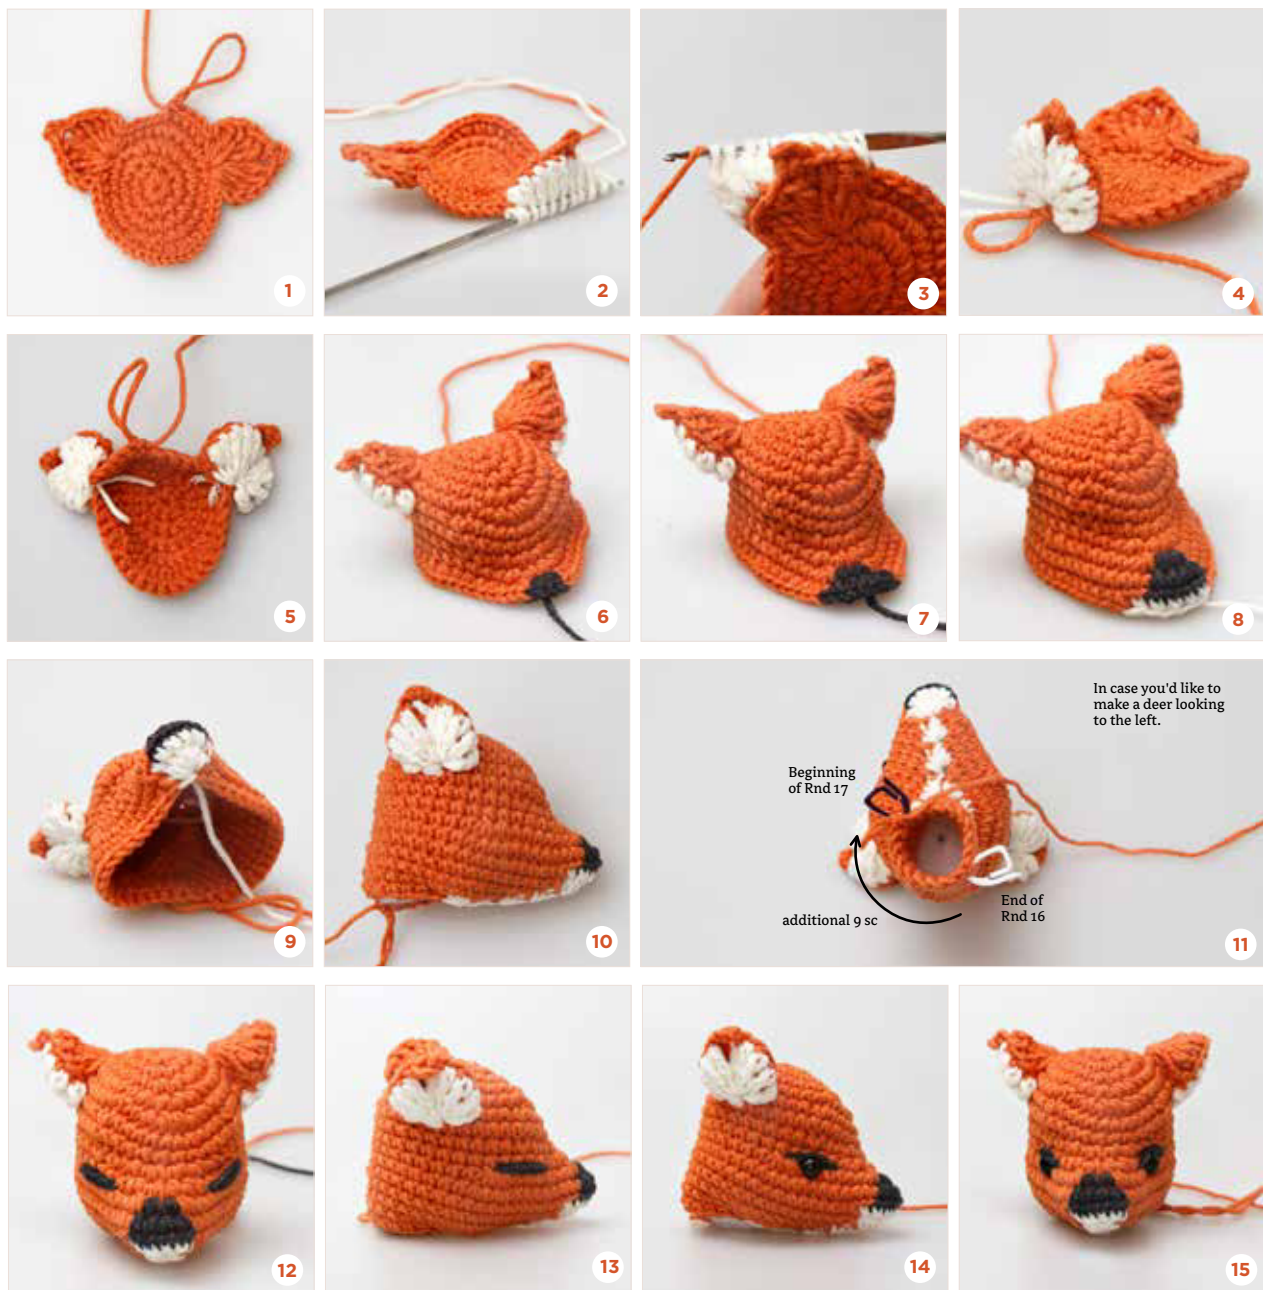 1
2
3
4
5
6
7
8
9
10
In case you'd like to
make a deer looking
to the left.
Beginning
of Rnd 17
End of
Rnd 16
additional 9 sc
11
12
13
14
15